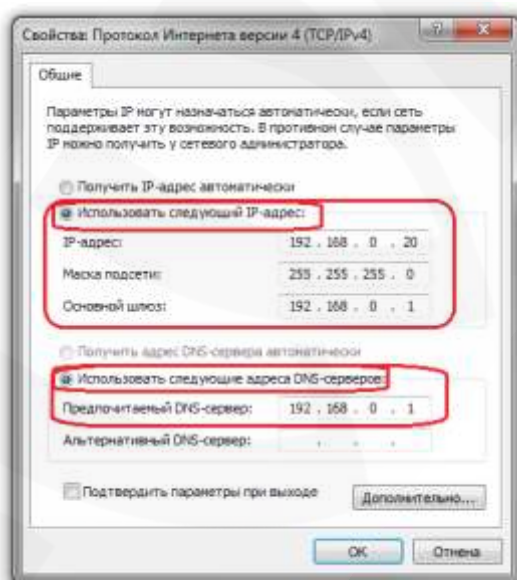 Свойства: Протокол Интернета версии 4 (TCP/IPv4)
Общие
Параметры IP могут назначаться автоматически, если сеть
поддерживает эту возможность. В противном случае параметры
IP можно получить у сетевого администратора.
Получить IP-адрес автоматически
Использовать следующий IP-адрес:
IP-адрес: 192 . 168 . 0 . 20
Маска подсети: 255 . 255 . 255 . 0
Основной шлюз: 192 . 168 . 0 . 1
Получить адрес DNS-сервера автоматически
Использовать следующие адреса DNS-серверов:
Предпочитаемый DNS-сервер: 192 . 168 . 0 . 1
Альтернативный DNS-сервер: . . .
Подтвердить параметры при выходе
Дополнительно...
ОК
Отмена